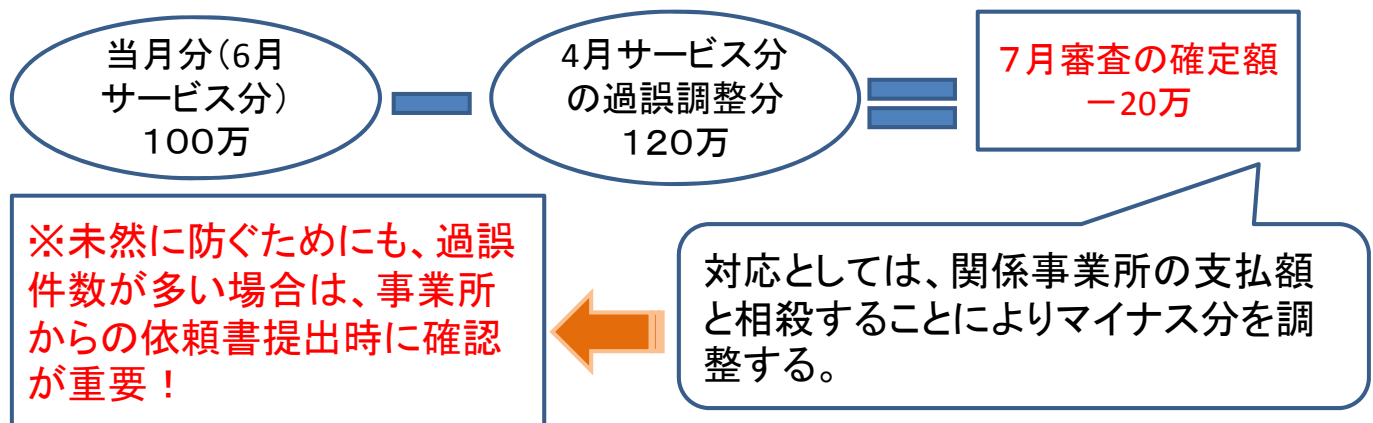 当月分(6月
サービス分)
100万
4月サービス分
の過誤調整分
120万
7月審査の確定額
－20万
※未然に防ぐためにも、過誤
件数が多い場合は、事業所
からの依頼書提出時に確認
が重要！
対応としては、関係事業所の支払額
と相殺することによりマイナス分を調
整する。